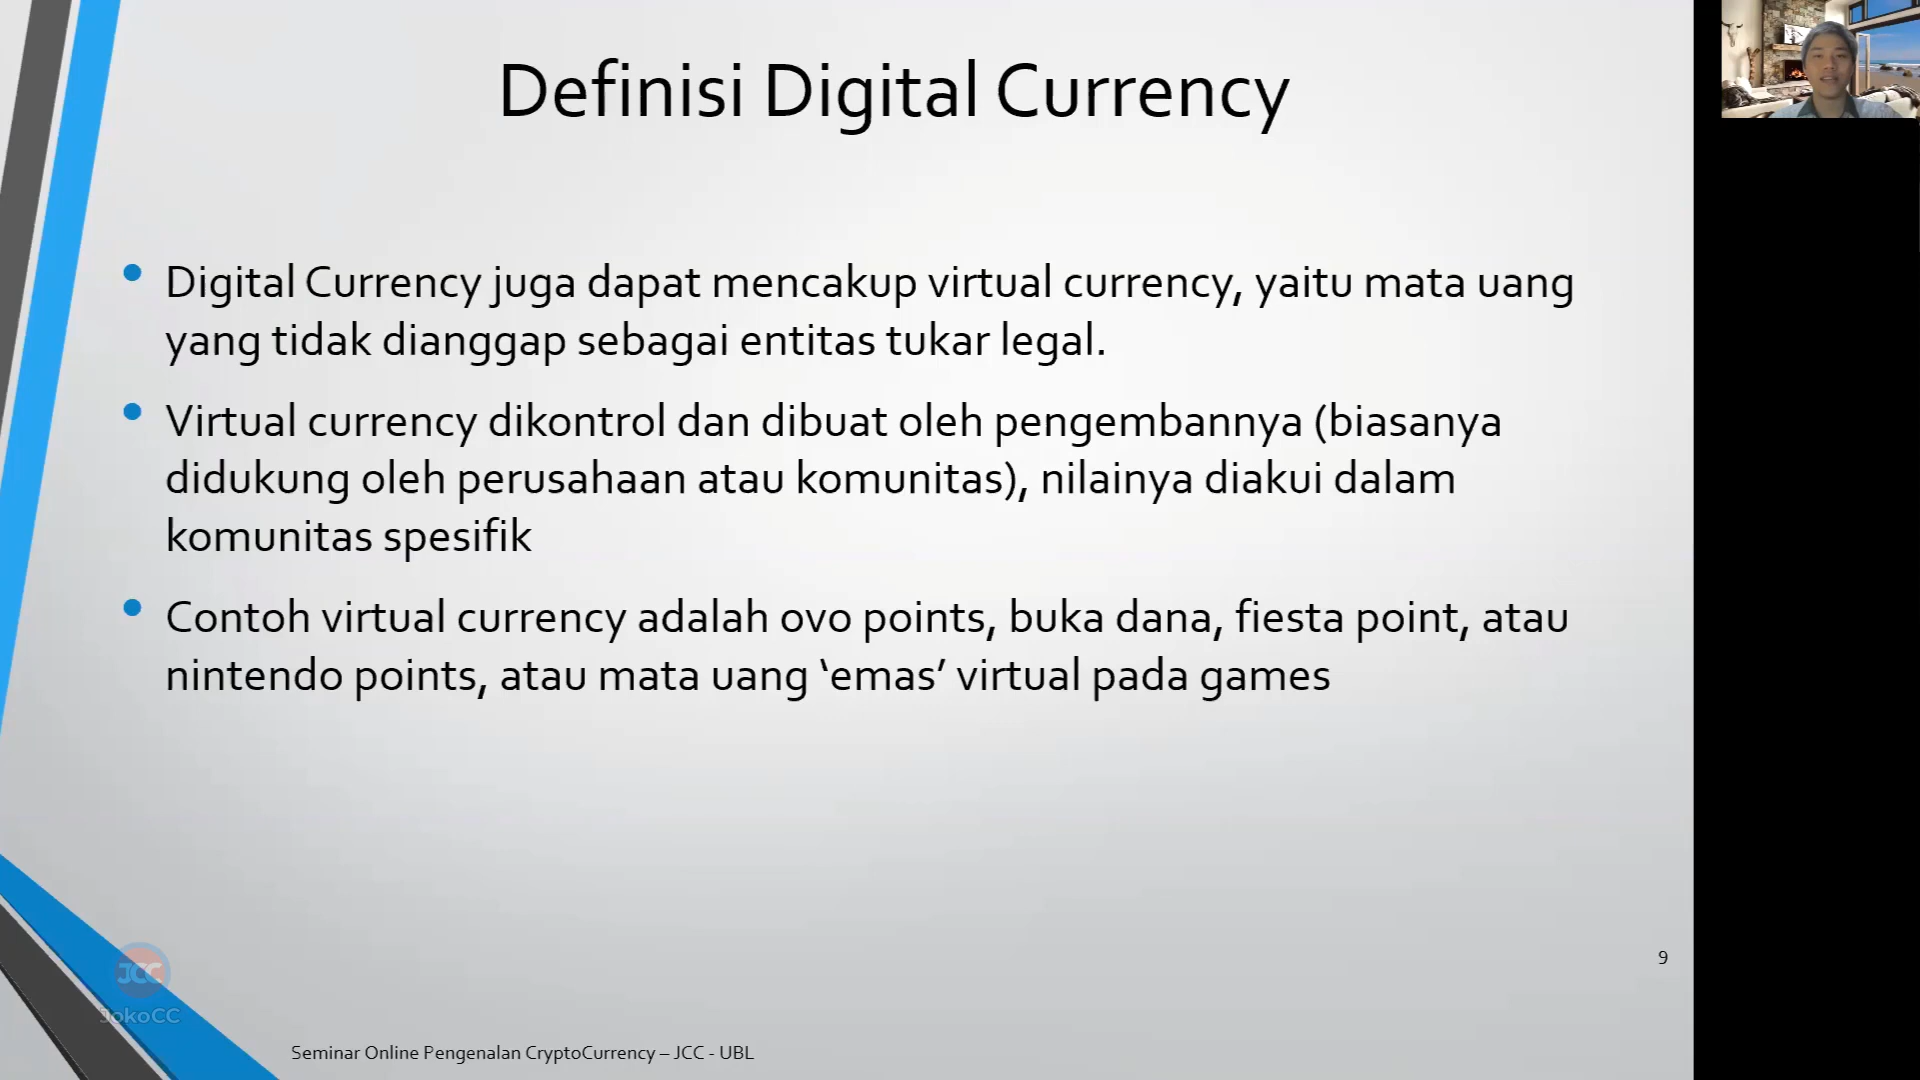 Definisi Digital Currency
Digital Currency juga dapat mencakup virtual currency, yaitu mata uang
yang tidak dianggap sebagai entitas tukar legal.
Virtual currency dikontrol dan dibuat oleh pengembannya (biasanya
didukung oleh perusahaan atau komunitas), nilainya diakui dalam
komunitas spesifik
Contoh virtual currency adalah ovo points, buka dana, fiesta point, atau
nintendo points, atau mata uang ‘emas’ virtual pada games
9
JCC
JokoCC
Seminar Online Pengenalan CryptoCurrency – JCC - UBL